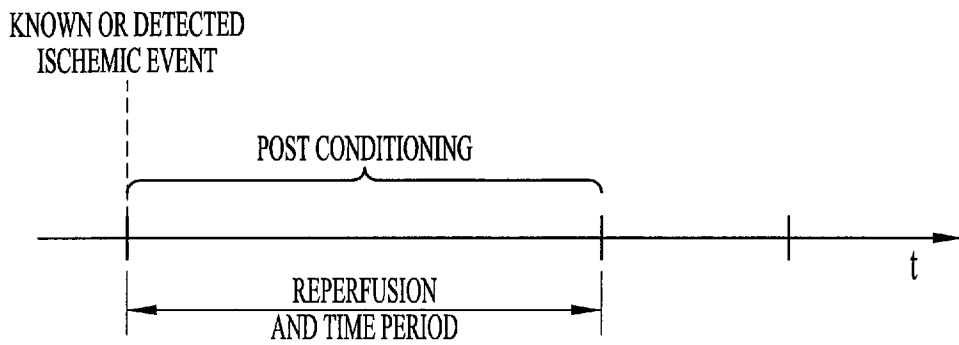 KNOWN OR DETECTED
ISCHEMIC EVENT
POST CONDITIONING
t
REPERFUSION
AND TIME PERIOD